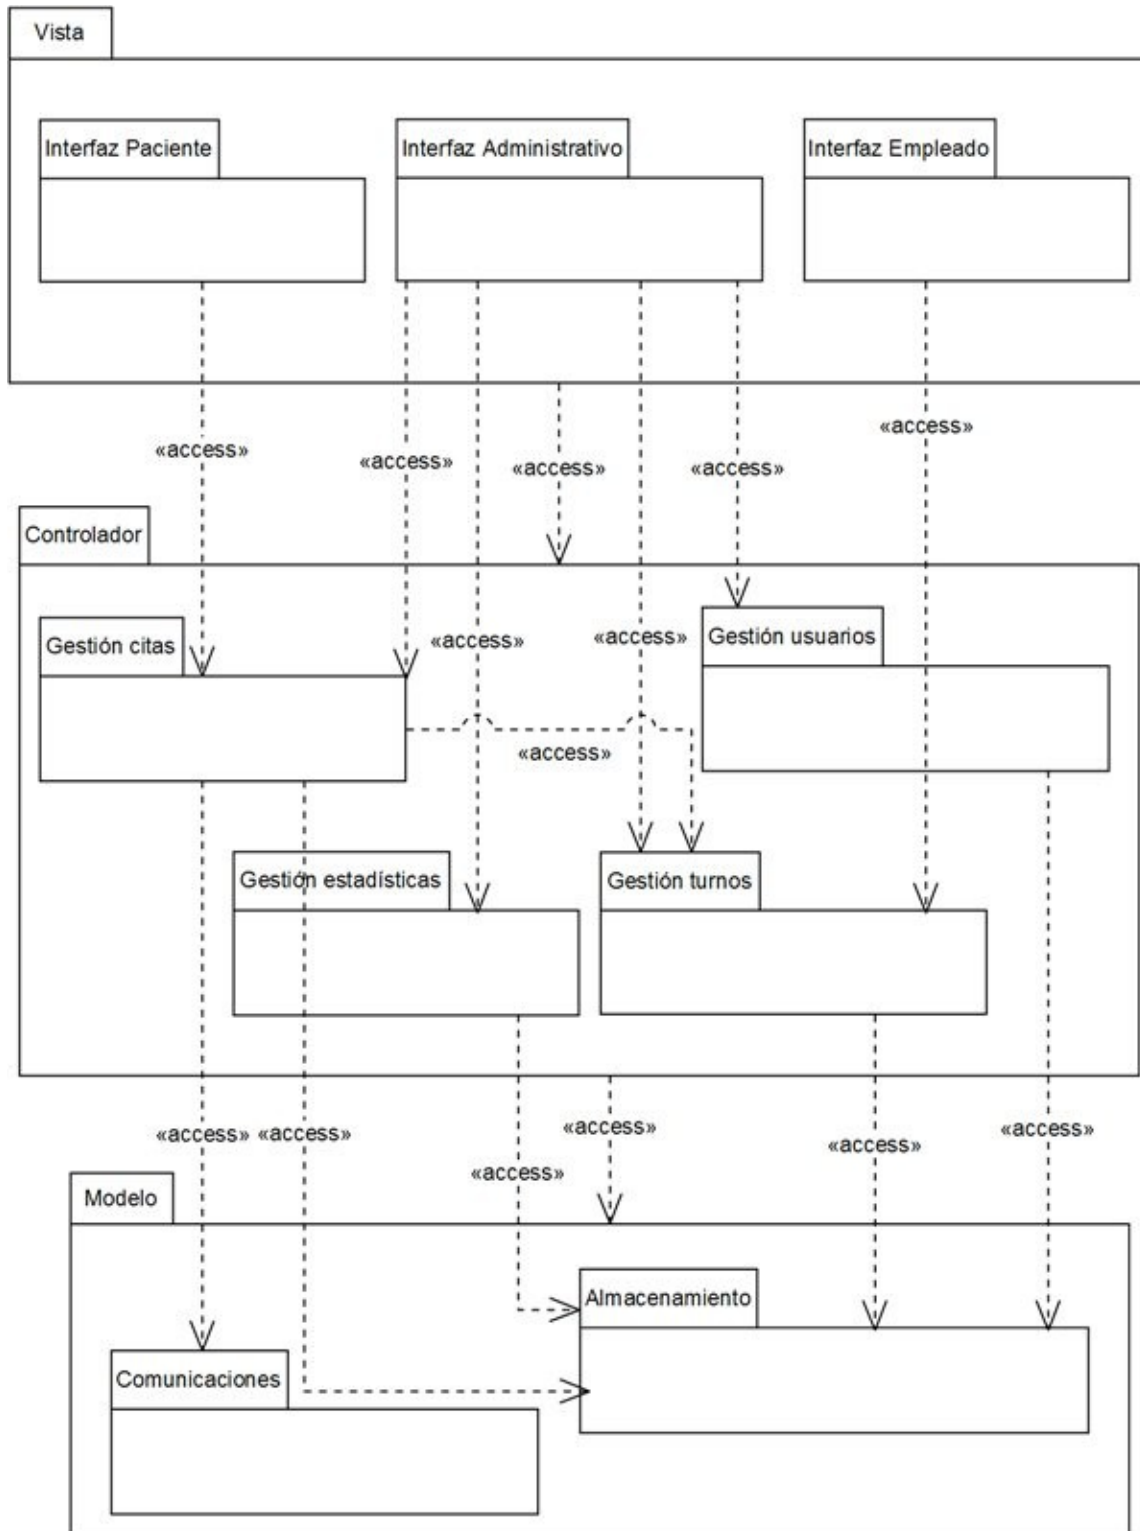 Vista
Interfaz Paciente
Interfaz Administrativo
Interfaz Empleado
«access»
«access»
«access»
«access»
«access»
Controlador
Gestión citas
«access»
«access»
Gestión usuarios
«access»
Gestión estadísticas
Gestión turnos
«access»
«access»
«access»
«access»
«access»
«access»
Modelo
Almacenamiento
Comunicaciones